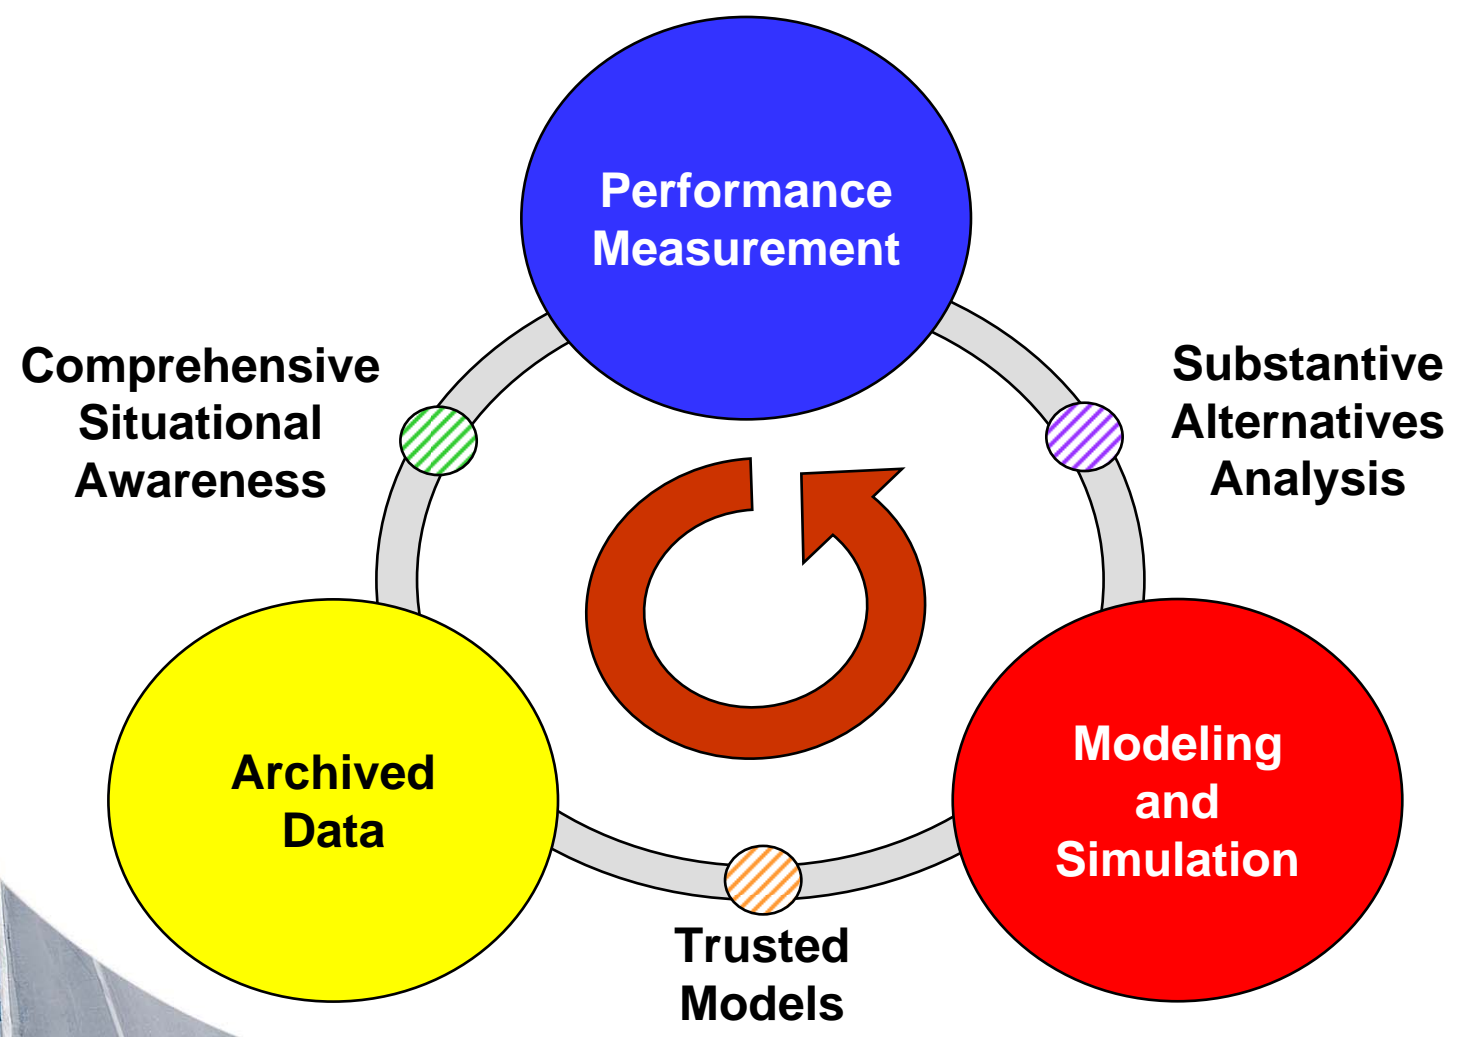 Performance
Measurement
Comprehensive
Situational
Awareness
Substantive
Alternatives
Analysis
Archived
Data
Modeling
and
Simulation
Trusted
Models